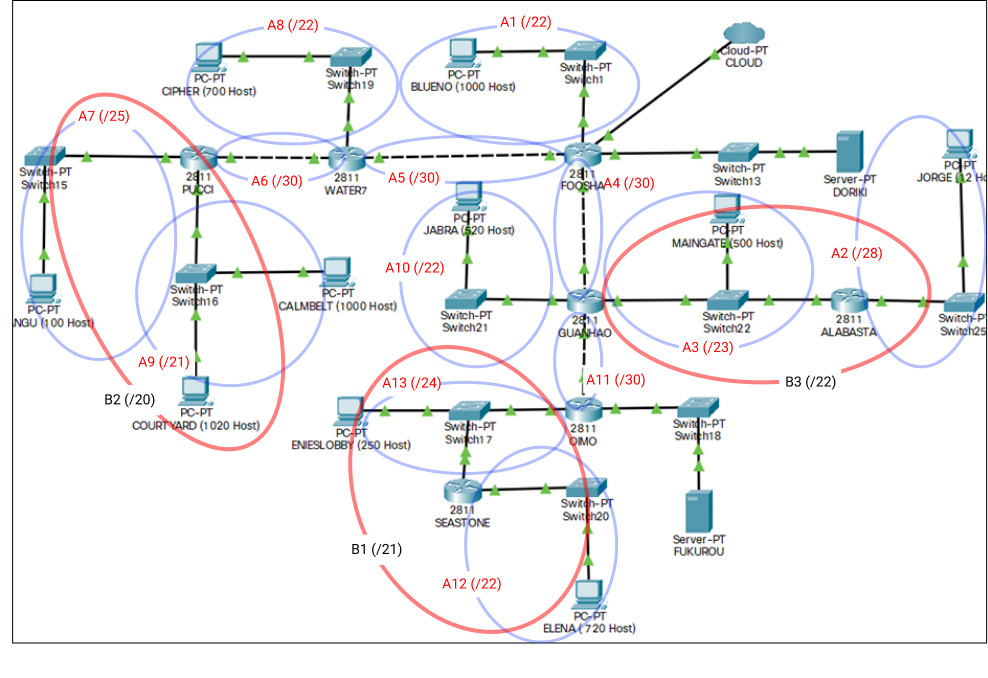 A8 (/22)
A1 (/22)
PC-PT
CIPHER (700 Host)
Switch-PT
Switch19
PC-PT
BLUENO (1000 Host)
Switch-PT
Switch1
Cloud-PT
CLOUD
A7 (/25)
Switch-PT
Switch15
2811
PUCCI
A6 (/30)
2811
WATER7
A5 (/30)
2811
FOOSHA
A4 (/30)
Switch-PT
Switch13
Server-PT
DORIKI
PC-PT
JORGE (12 Ho
PC-PT
JABRA (520 Host)
PC-PT
MAINGATE (500 Host)
A2 (/28)
A10 (/22)
Switch-PT
Switch16
PC-PT
CALMBELT (1000 Host)
PC-PT
NGU (100 Host)
Switch-PT
Switch21
2811
GUANHAO
Switch-PT
Switch22
2811
ALABASTA
Switch-PT
Switch25
A3 (/23)
A9 (/21)
B2 (/20)
B3 (/22)
PC-PT
COURTYARD (1020 Host)
A13 (/24)
A11 (/30)
PC-PT
ENIESLOBBY (250 Host)
Switch-PT
Switch17
2811
OIMO
Switch-PT
Switch18
2811
SEASTONE
Switch-PT
Switch20
Server-PT
FUKUROU
B1 (/21)
A12 (/22)
PC-PT
ELENA ( 720 Host)